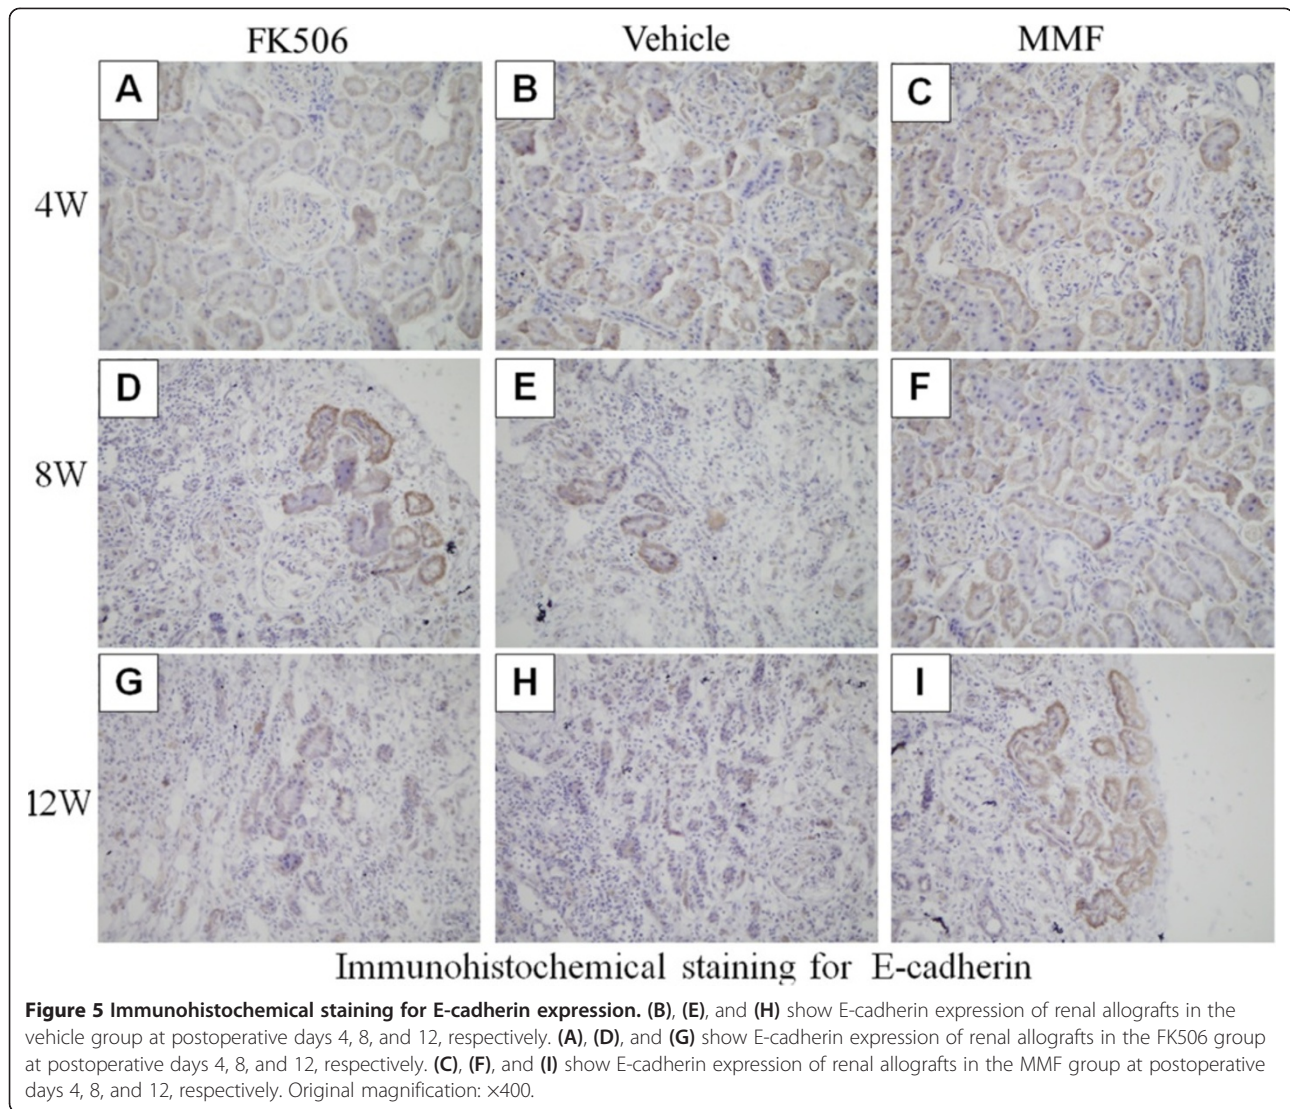 FK506 Vehicle MMF
A B C
4W
D E F
8W
G H I
12W
Immunohistochemical staining for E-cadherin
Figure 5 Immunohistochemical staining for E-cadherin expression. (B), (E), and (H) show E-cadherin expression of renal allografts in the
vehicle group at postoperative days 4, 8, and 12, respectively. (A), (D), and (G) show E-cadherin expression of renal allografts in the FK506 group
at postoperative days 4, 8, and 12, respectively. (C), (F), and (I) show E-cadherin expression of renal allografts in the MMF group at postoperative
days 4, 8, and 12, respectively. Original magnification: ×400.